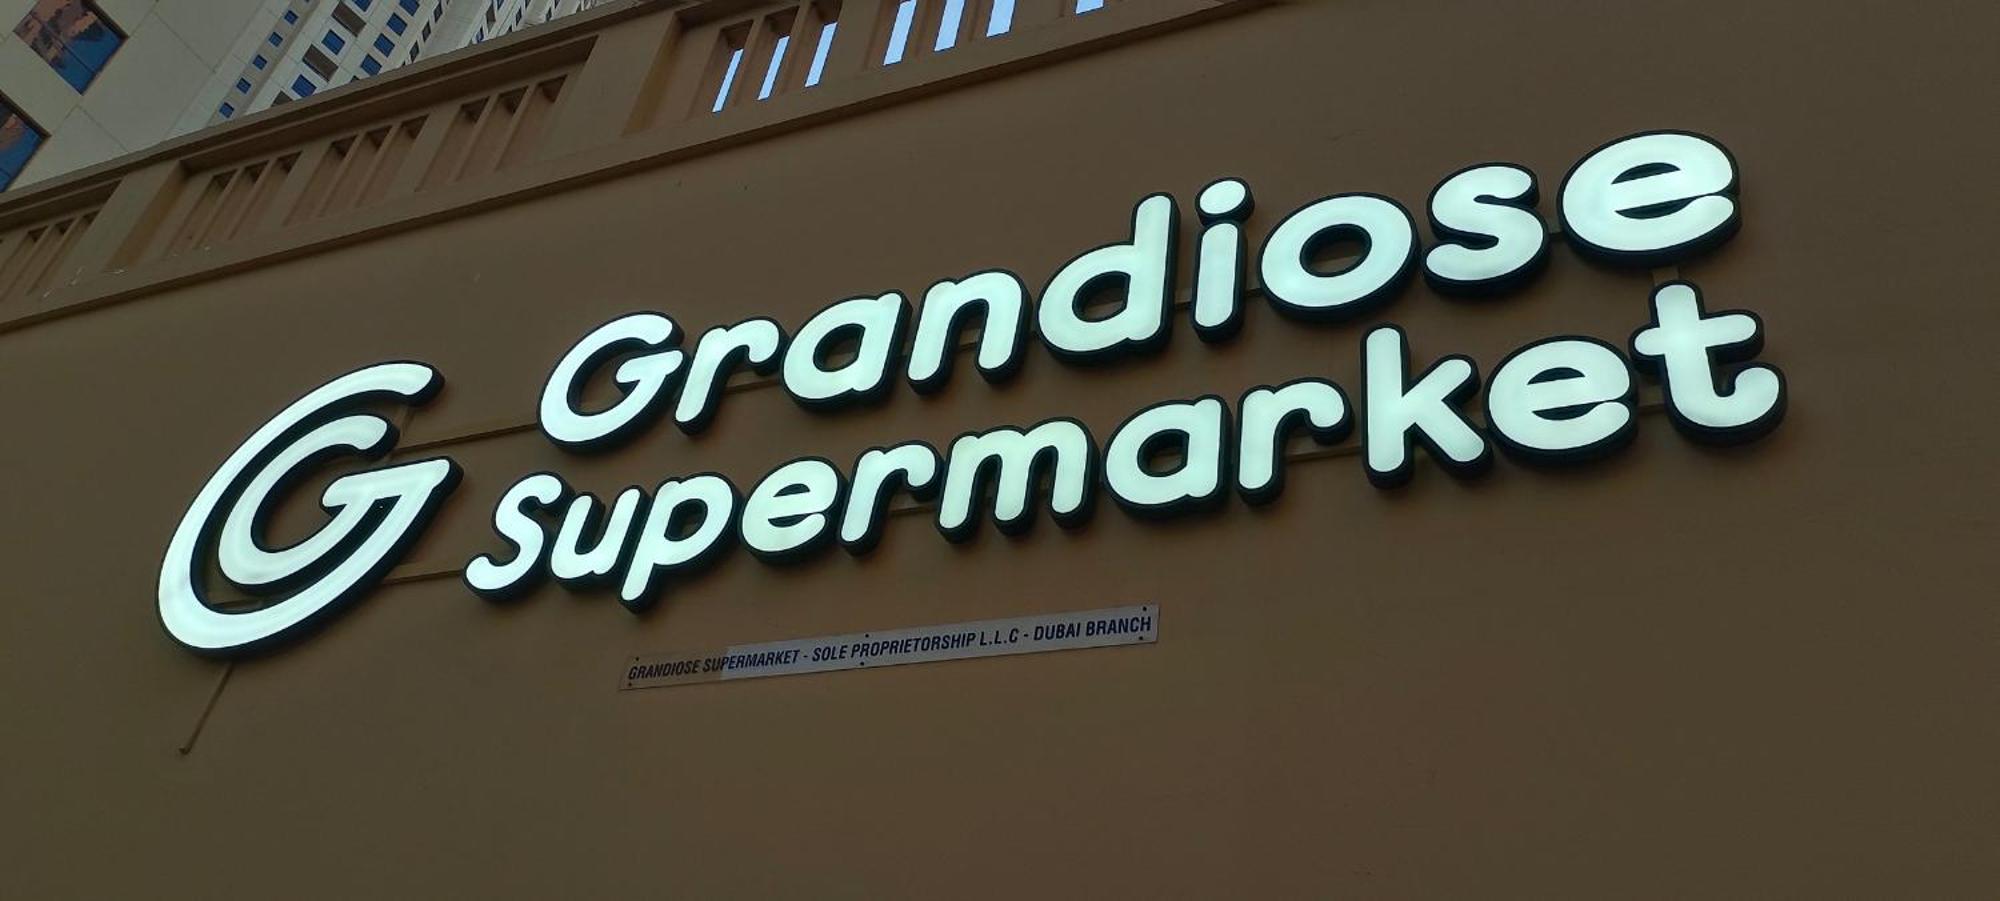 G Grandiose
Supermarket
GRANDIOSE SUPERMARKET - SOLE PROPRIETORSHIP L.L.C - DUBAI BRANCH